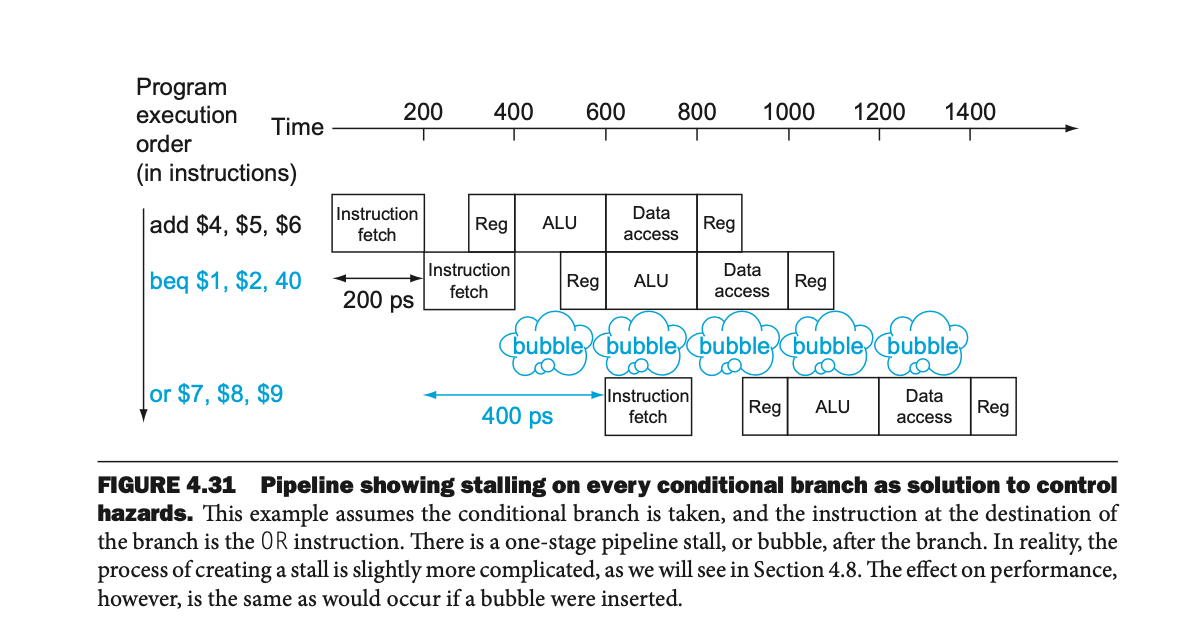 Program
execution
order
(in instructions)
Time
200 400 600 800 1000 1200 1400
add $4, $5, $6
Instruction
fetch
Reg
ALU
Data
access
Reg
beq $1, $2, 40
200 ps
Instruction
fetch
Reg
ALU
Data
access
Reg
bubble bubble bubble bubble bubble
or $7, $8, $9
400 ps
Instruction
fetch
Reg
ALU
Data
access
Reg
FIGURE 4.31 Pipeline showing stalling on every conditional branch as solution to control
hazards. This example assumes the conditional branch is taken, and the instruction at the destination of
the branch is the OR instruction. There is a one-stage pipeline stall, or bubble, after the branch. In reality, the
process of creating a stall is slightly more complicated, as we will see in Section 4.8. The effect on performance,
however, is the same as would occur if a bubble were inserted.